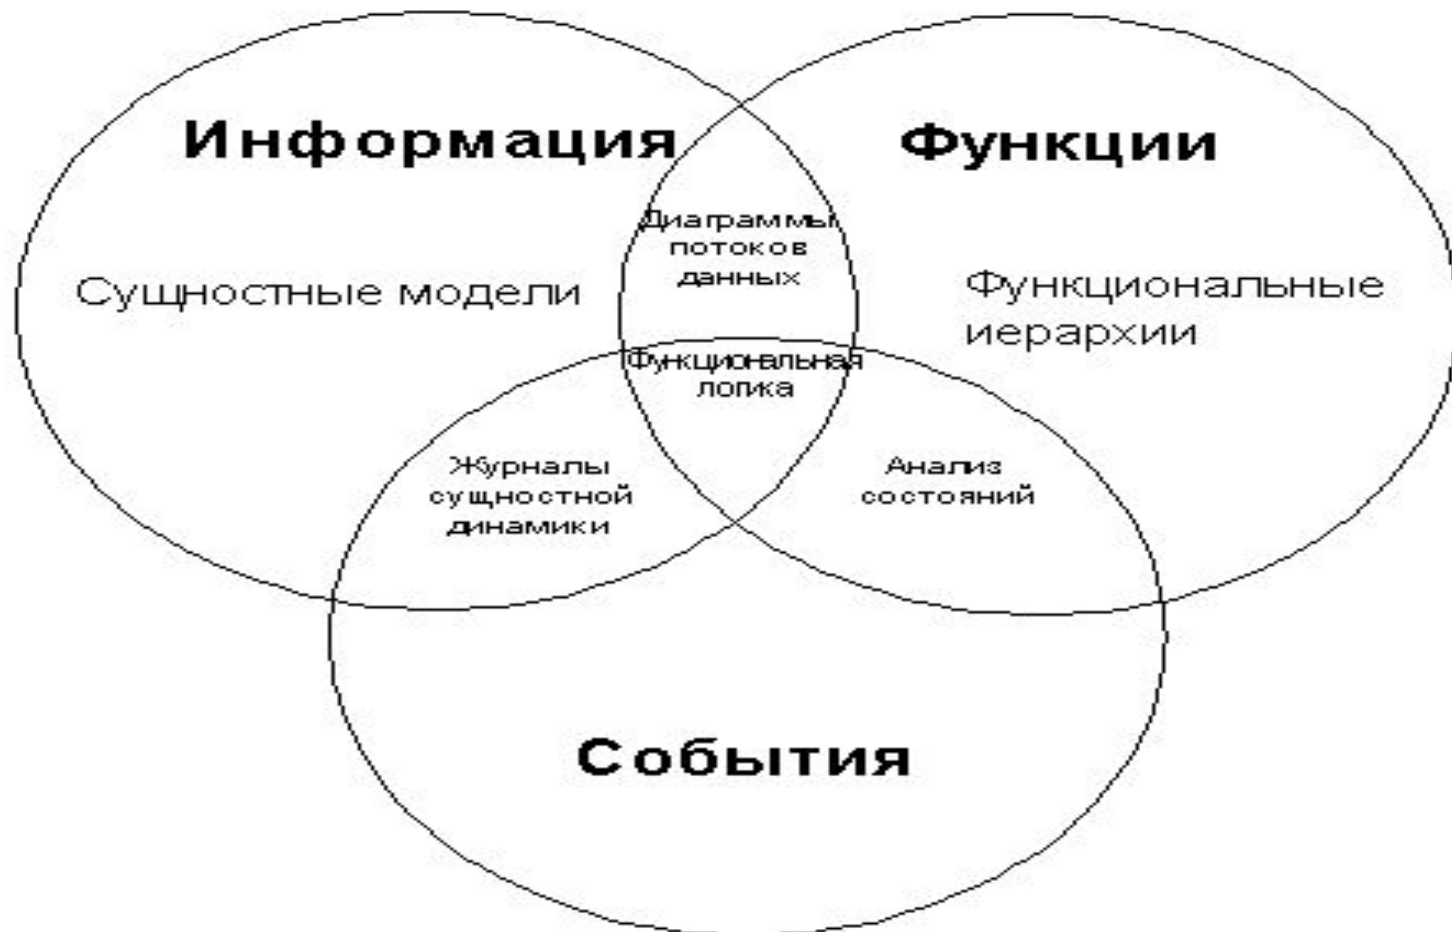 Информация
Функции
Диаграммы
потоков
данных
Сущностные модели
Функциональные
иерархии
Функциональная
логика
Журналы
сущностной
динамики
Анализ
состояний
События